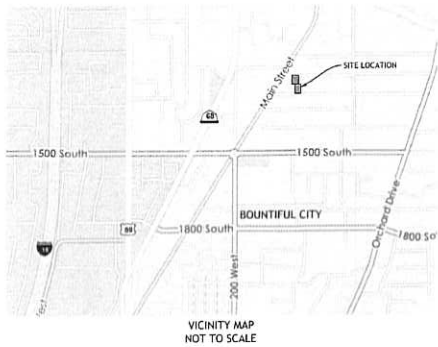 SITE LOCATION
Main Street
68
1500 South
1500 South
BOUNTIFUL CITY
1800 South
1800 So
Orchard Drive
200 West
15
VICINITY MAP
NOT TO SCALE